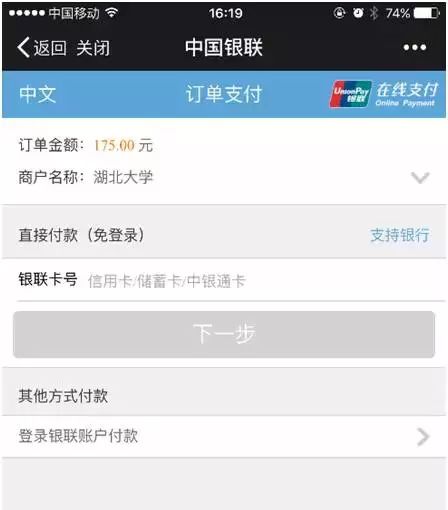 中国移动 16:19 74%
返回 关闭 中国银联
中文 订单支付 UnionPay 银联 在线支付
Online Payment
订单金额：175.00 元
商户名称：湖北大学
直接付款（免登录） 支持银行
银联卡号 信用卡/储蓄卡/中银通卡
下一步
其他方式付款
登录银联账户付款